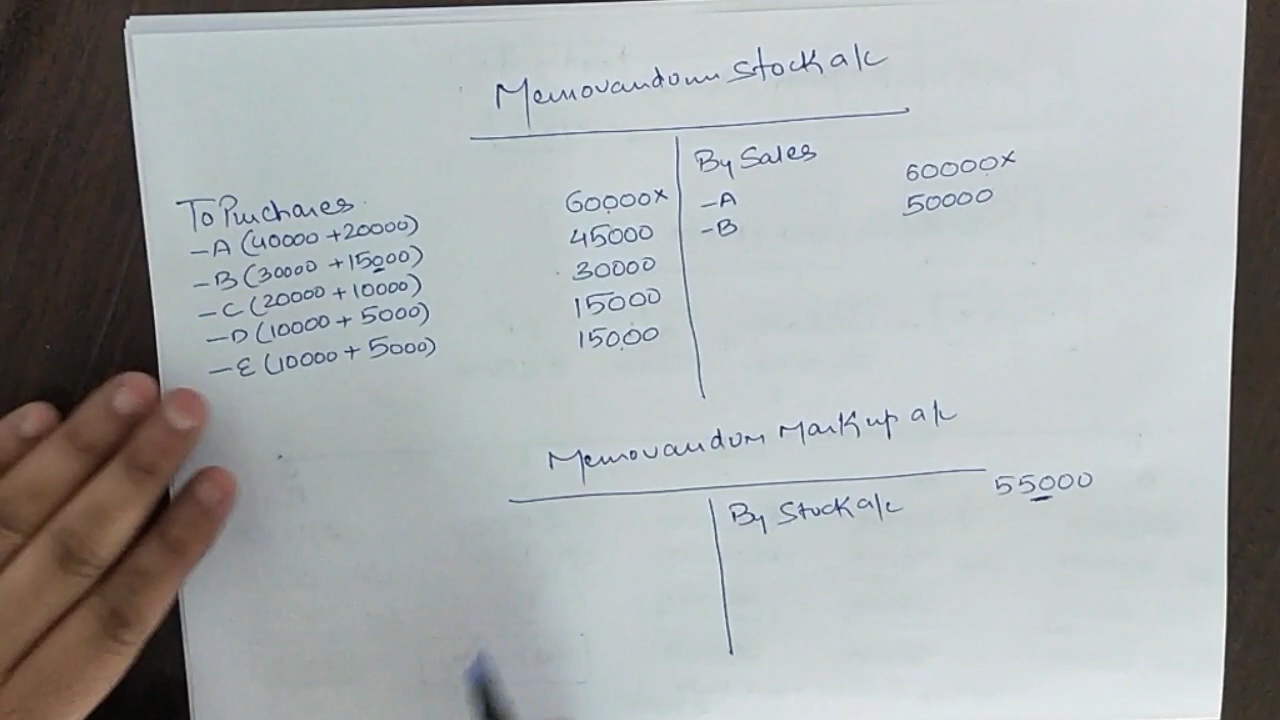 Memorandum Stock a/c
To Purchases
-A (40000 + 20000) 60000x
-B (30000 + 15000) 45000
-C (20000 + 10000) 30000
-D (10000 + 5000) 15000
-E (10000 + 5000) 15000
By Sales
-A 60000x
-B 50000
Memorandum Markup a/c
By Stock a/c 55000